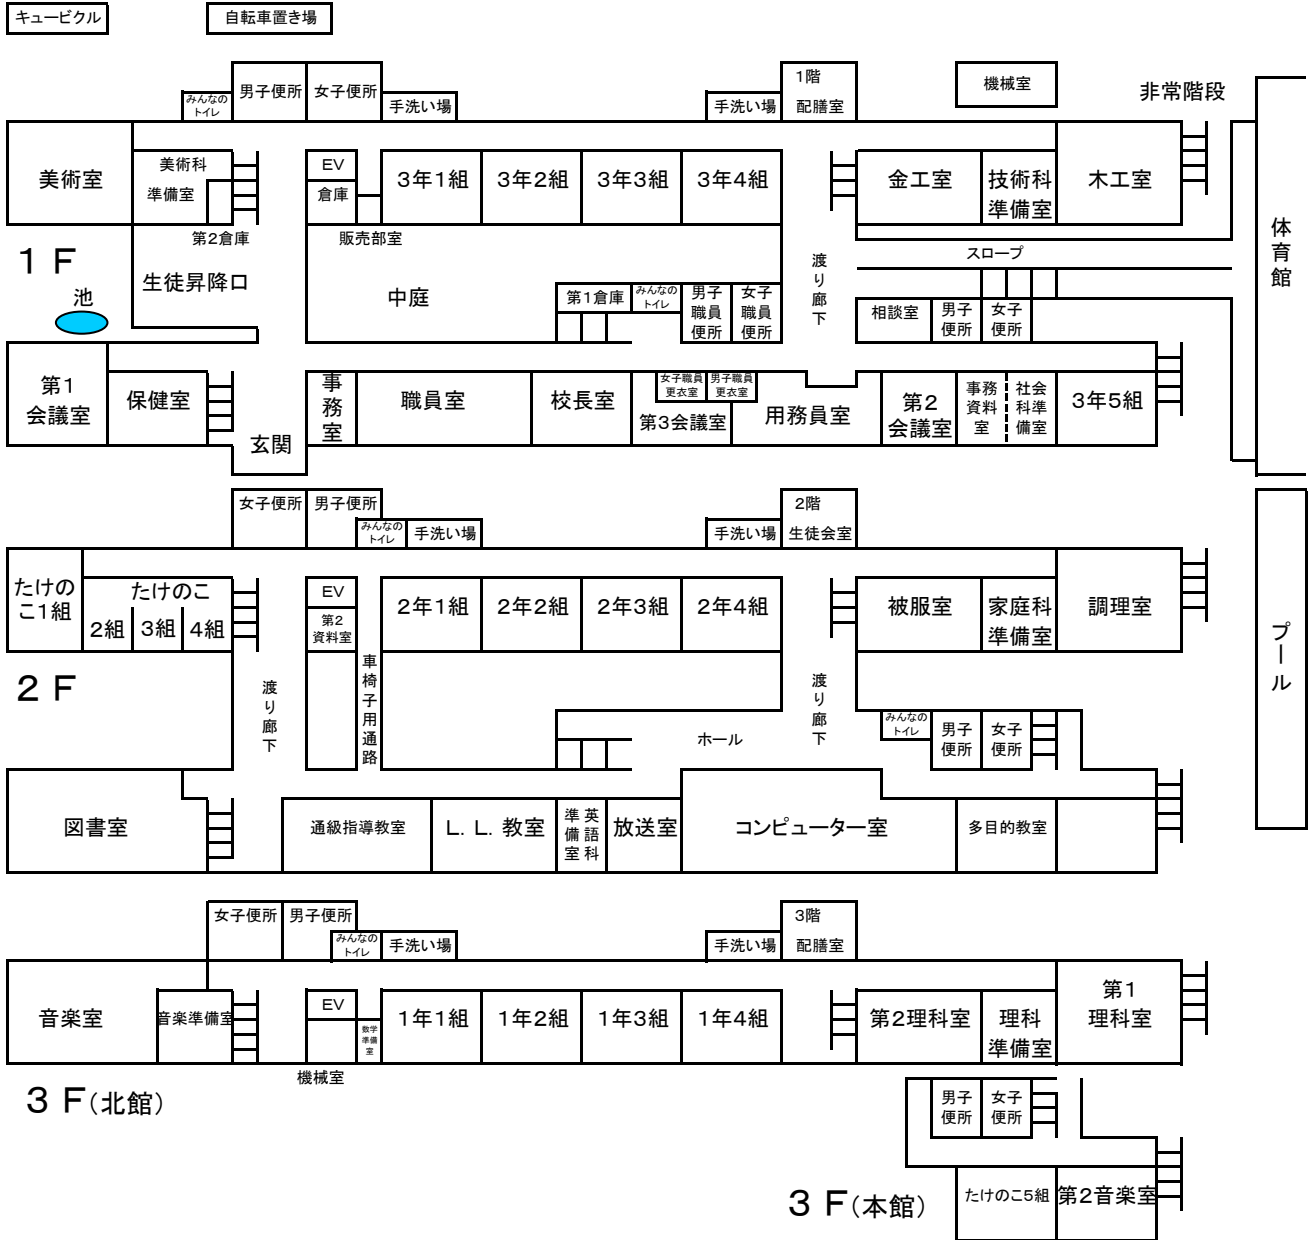 キュービクル
自転車置き場
みんなの
トイレ
男子便所
女子便所
手洗い場
手洗い場
1階
配膳室
機械室
非常階段
美術室
美術科
準備室
EV
倉庫
3年1組
3年2組
3年3組
3年4組
金工室
技術科
準備室
木工室
体育館
1F
第2倉庫
販売部室
生徒昇降口
池
中庭
渡り廊下
スロープ
第1倉庫
みんなの
トイレ
男子
職員
便所
女子
職員
便所
相談室
男子
便所
女子
便所
第1
会議室
保健室
玄関
事務室
職員室
校長室
女子職員
更衣室
男子職員
更衣室
第3会議室
用務員室
第2
会議室
事務
資料
室
社会
科準
備室
3年5組
女子便所
男子便所
みんなの
トイレ
手洗い場
手洗い場
2階
生徒会室
たけの
こ1組
たけのこ
2組
3組
4組
EV
第2
資料室
2年1組
2年2組
2年3組
2年4組
被服室
家庭科
準備室
調理室
プール
2F
渡り廊下
車椅子用通路
ホール
渡り廊下
みんなの
トイレ
男子
便所
女子
便所
図書室
通級指導教室
L．L．教室
英語科
準備室
放送室
コンピューター室
多目的教室
女子便所
男子便所
みんなの
トイレ
手洗い場
手洗い場
3階
配膳室
音楽室
音楽準備室
EV
数学
準備
室
1年1組
1年2組
1年3組
1年4組
第2理科室
理科
準備室
第1
理科室
機械室
3F(北館)
男子
便所
女子
便所
3F(本館)
たけのこ5組
第2音楽室